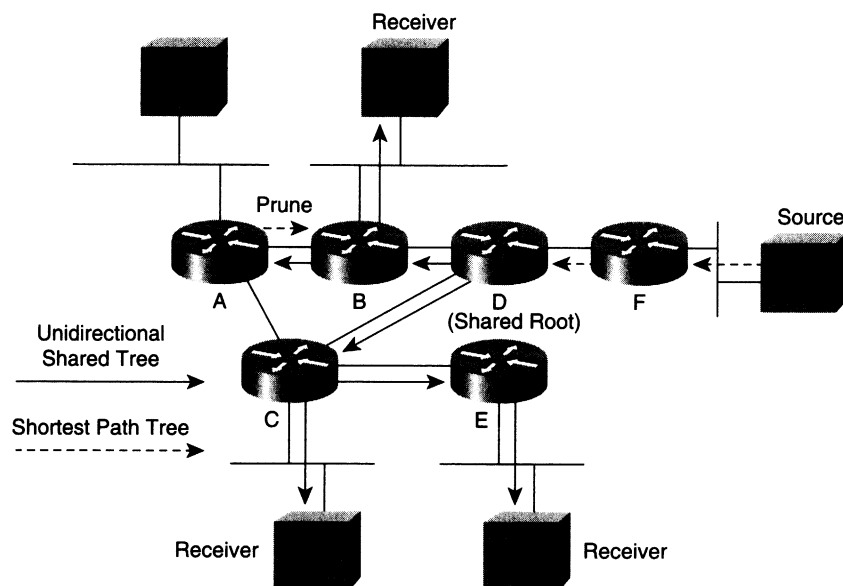 Receiver
Prune
Source
A
B
D
F
(Shared Root)
Unidirectional
Shared Tree
C
E
Shortest Path Tree
Receiver
Receiver